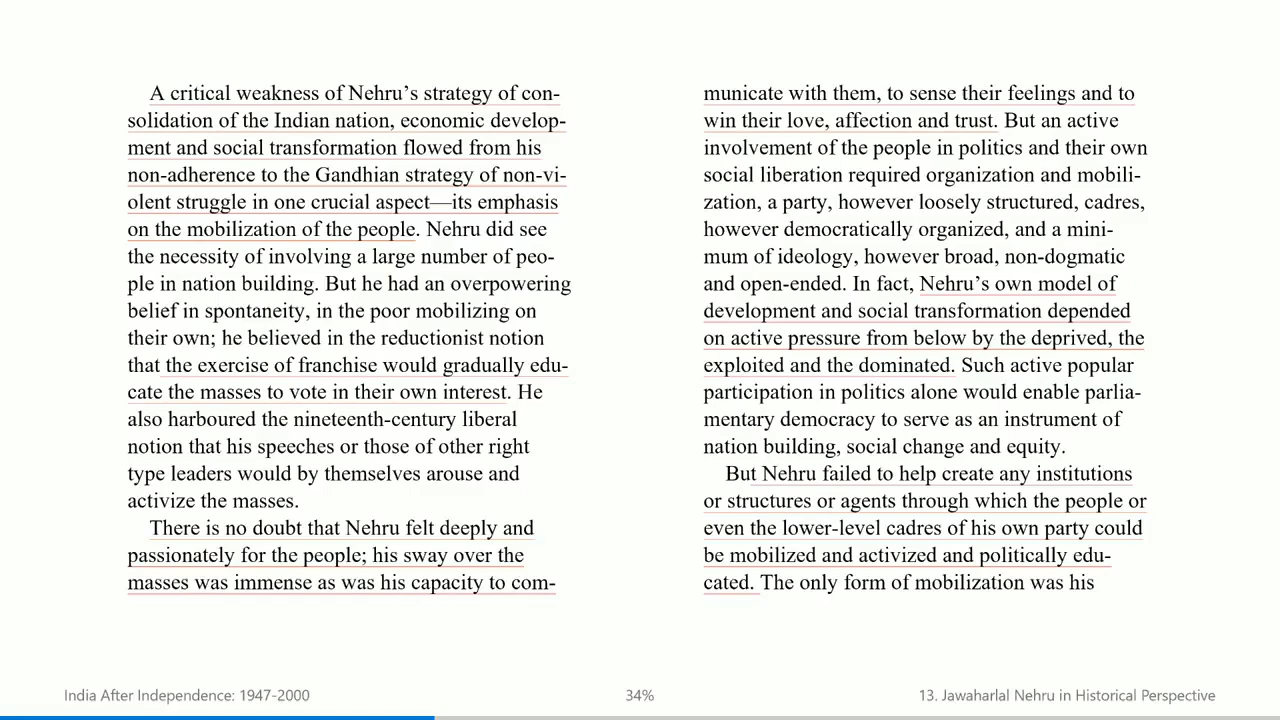 A critical weakness of Nehru’s strategy of con-
solidation of the Indian nation, economic develop-
ment and social transformation flowed from his
non-adherence to the Gandhian strategy of non-vi-
olent struggle in one crucial aspect—its emphasis
on the mobilization of the people. Nehru did see
the necessity of involving a large number of peo-
ple in nation building. But he had an overpowering
belief in spontaneity, in the poor mobilizing on
their own; he believed in the reductionist notion
that the exercise of franchise would gradually edu-
cate the masses to vote in their own interest. He
also harboured the nineteenth-century liberal
notion that his speeches or those of other right
type leaders would by themselves arouse and
activize the masses.
There is no doubt that Nehru felt deeply and
passionately for the people; his sway over the
masses was immense as was his capacity to com-
municate with them, to sense their feelings and to
win their love, affection and trust. But an active
involvement of the people in politics and their own
social liberation required organization and mobili-
zation, a party, however loosely structured, cadres,
however democratically organized, and a mini-
mum of ideology, however broad, non-dogmatic
and open-ended. In fact, Nehru’s own model of
development and social transformation depended
on active pressure from below by the deprived, the
exploited and the dominated. Such active popular
participation in politics alone would enable parlia-
mentary democracy to serve as an instrument of
nation building, social change and equity.
But Nehru failed to help create any institutions
or structures or agents through which the people or
even the lower-level cadres of his own party could
be mobilized and activized and politically edu-
cated. The only form of mobilization was his
India After Independence: 1947-2000
34%
13. Jawaharlal Nehru in Historical Perspective